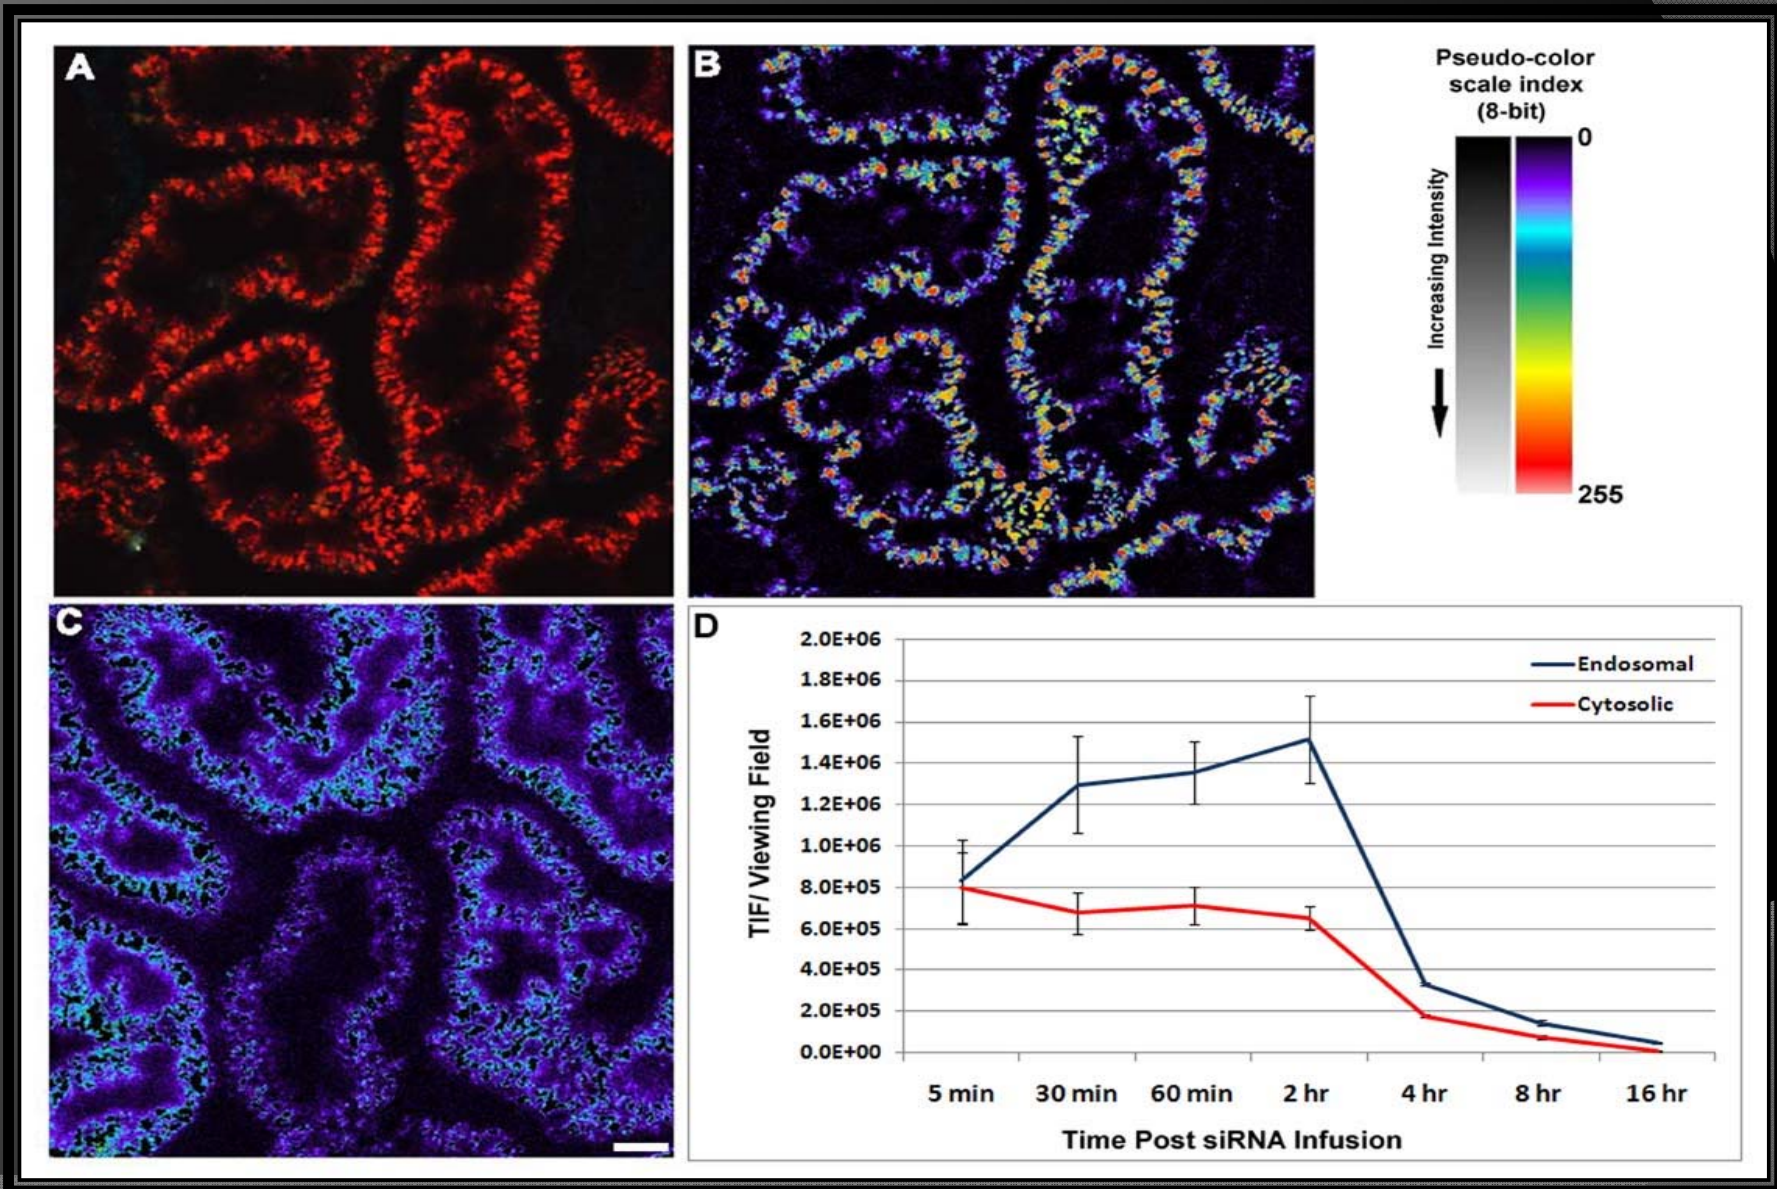 A
B
Pseudo-color
scale index
(8-bit)
0
Increasing Intensity
255
C
D
2.0E+06
1.8E+06
1.6E+06
1.4E+06
1.2E+06
1.0E+06
8.0E+05
6.0E+05
4.0E+05
2.0E+05
0.0E+00
TIF/ Viewing Field
Endosomal
Cytosolic
5 min 30 min 60 min 2 hr 4 hr 8 hr 16 hr
Time Post siRNA Infusion